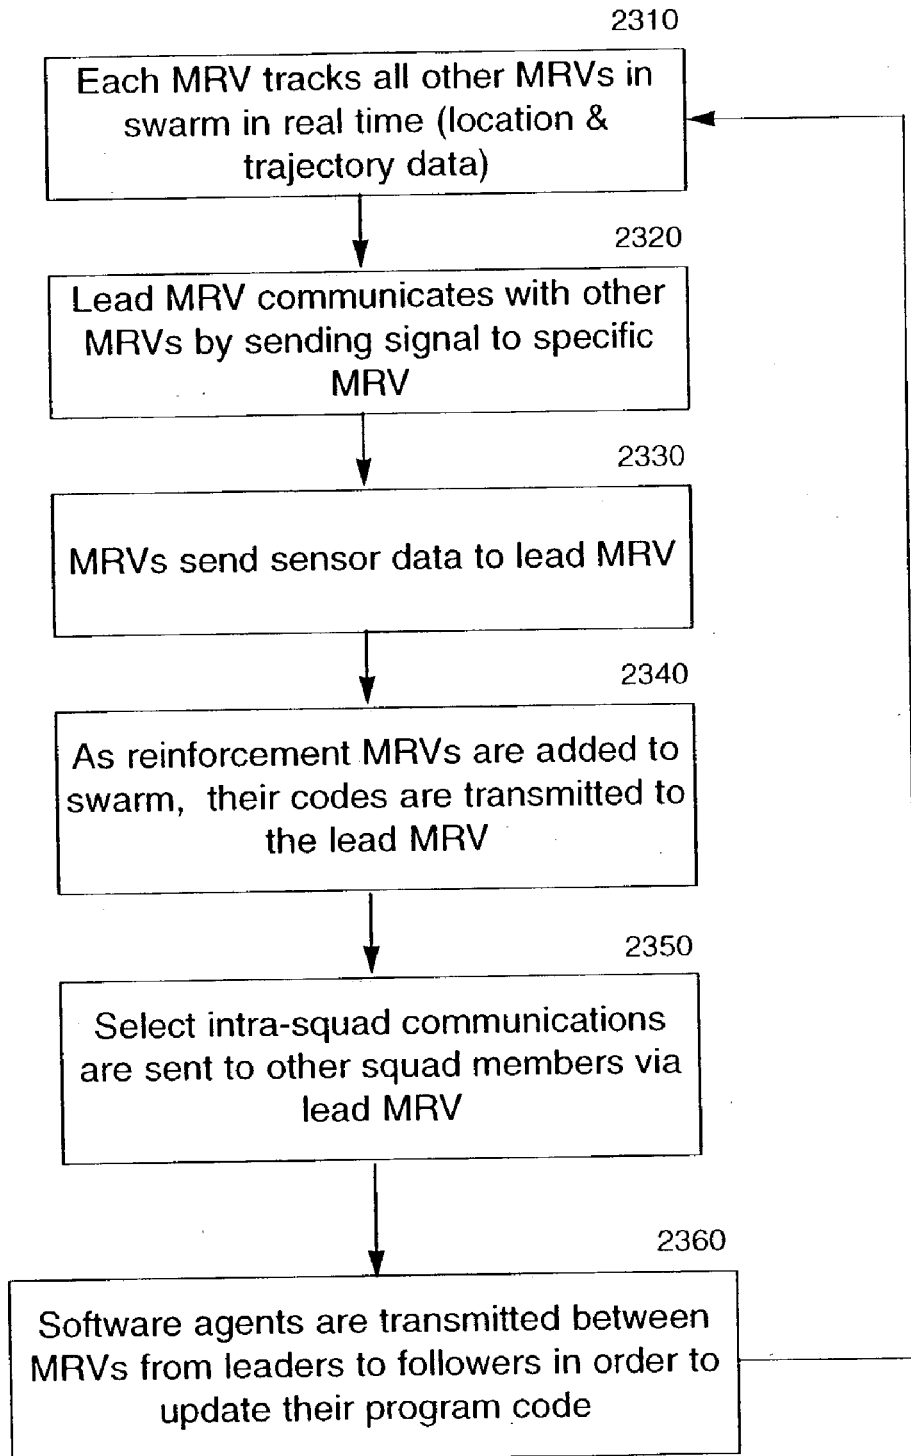 2310
Each MRV tracks all other MRVs in
swarm in real time (location &
trajectory data)
2320
Lead MRV communicates with other
MRVs by sending signal to specific
MRV
2330
MRVs send sensor data to lead MRV
2340
As reinforcement MRVs are added to
swarm, their codes are transmitted to
the lead MRV
2350
Select intra-squad communications
are sent to other squad members via
lead MRV
2360
Software agents are transmitted between
MRVs from leaders to followers in order to
update their program code